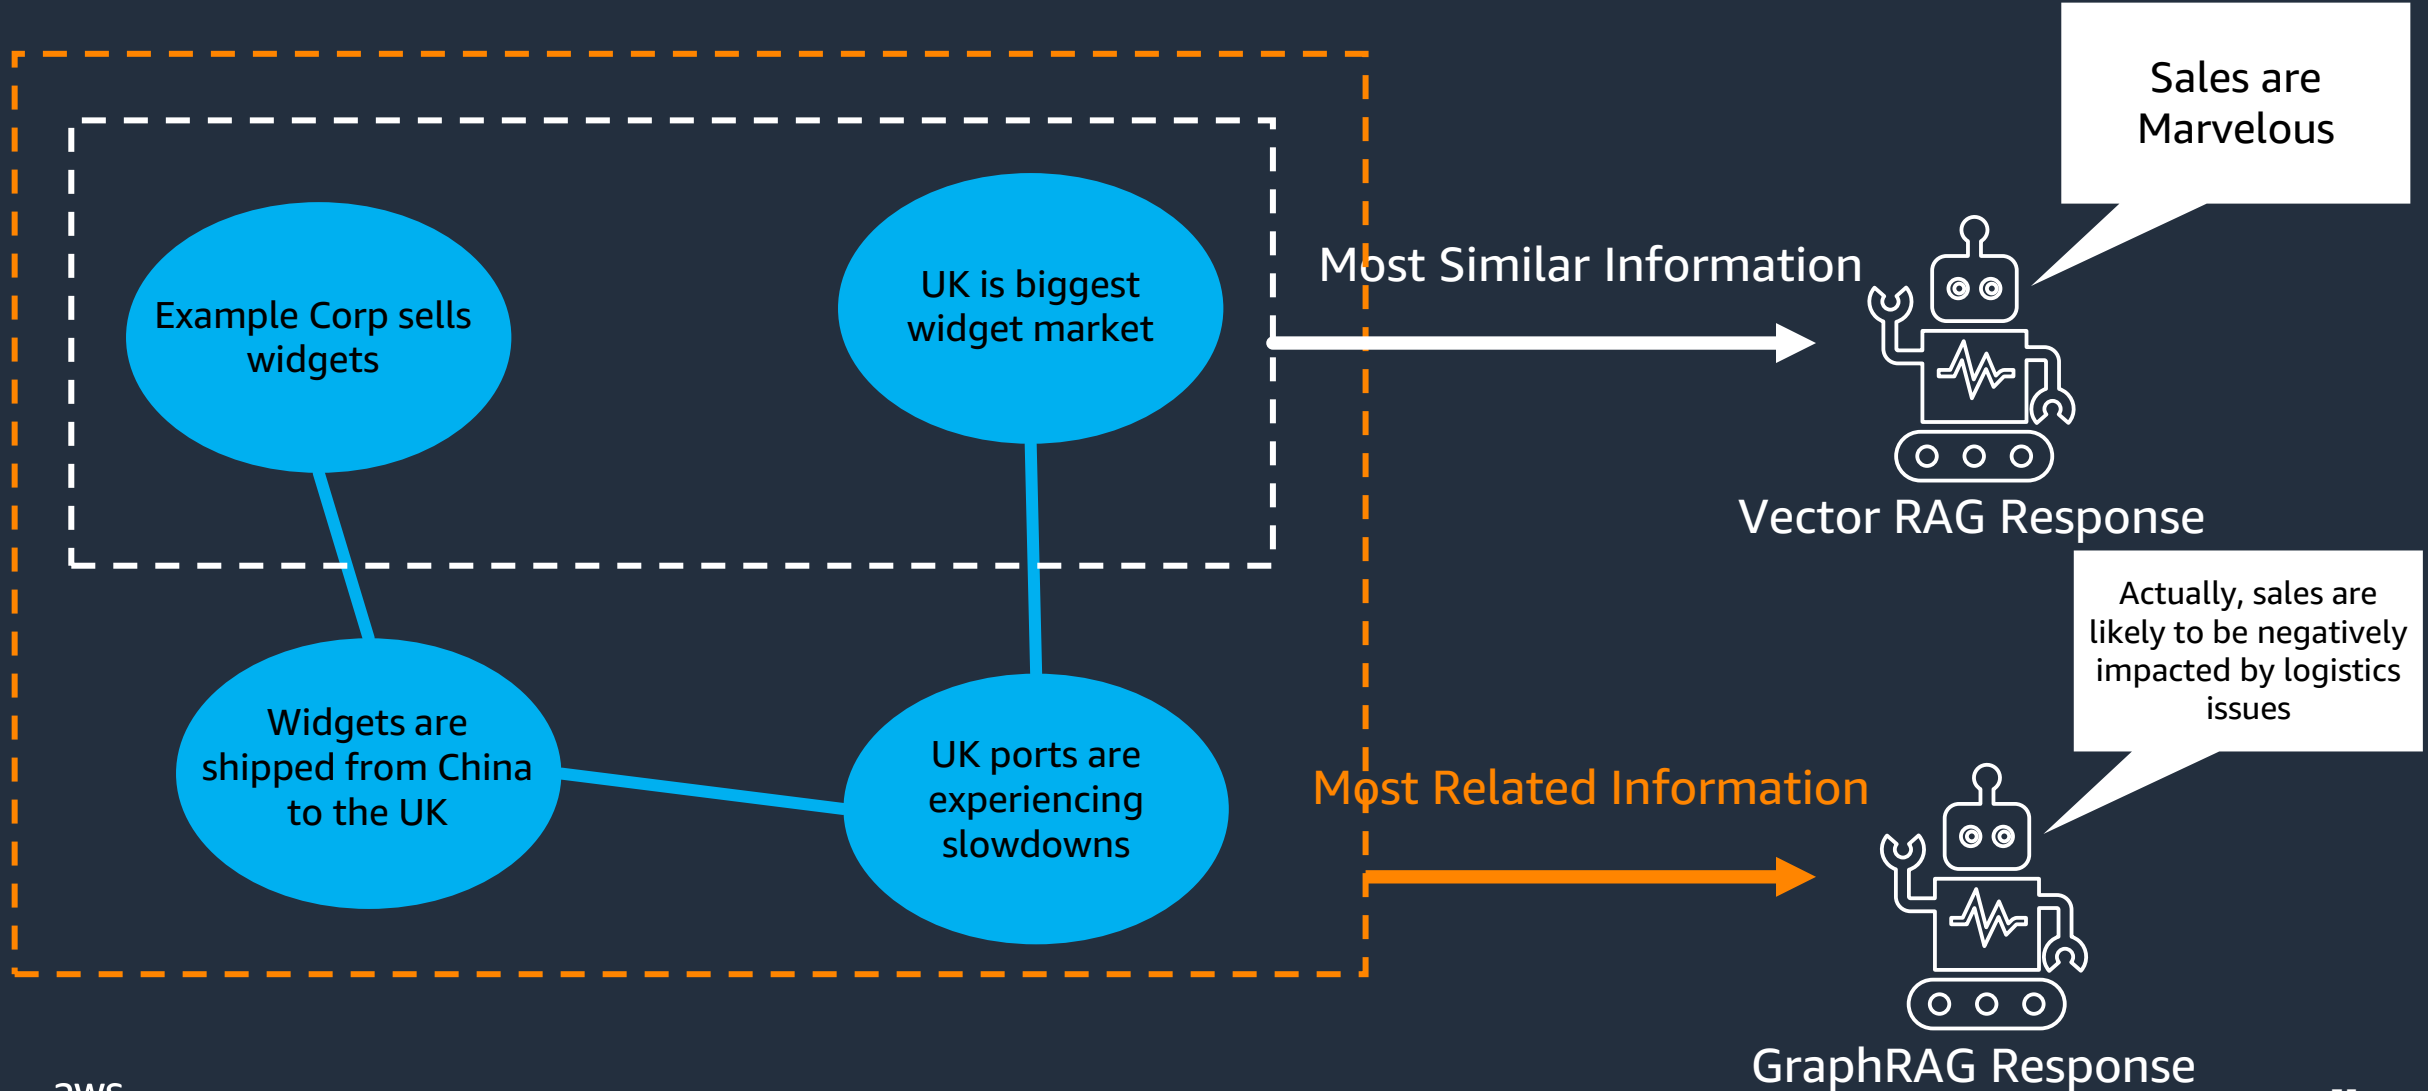 Sales are
Marvelous
Example Corp sells
widgets
UK is biggest
widget market
Most Similar Information
Vector RAG Response
Widgets are
shipped from China
to the UK
UK ports are
experiencing
slowdowns
Actually, sales are
likely to be negatively
impacted by logistics
issues
Most Related Information
GraphRAG Response
aws